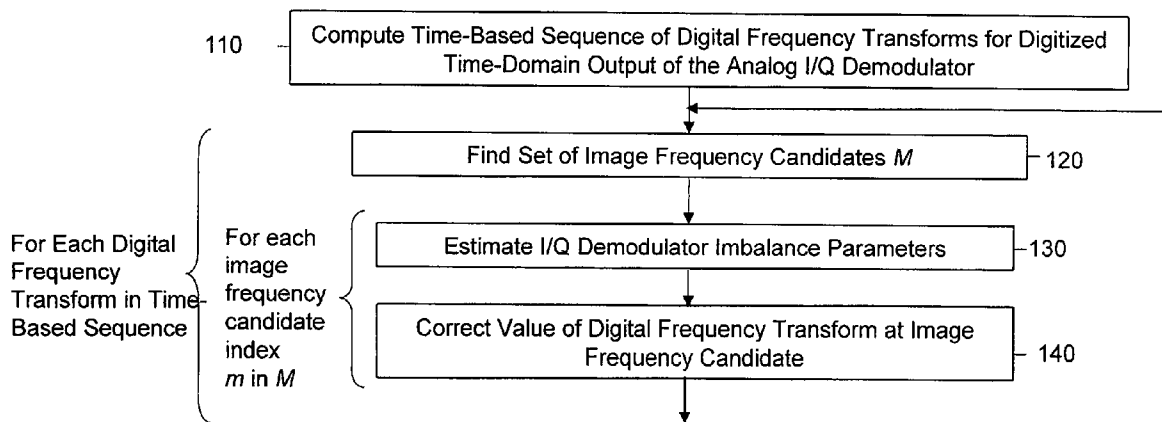 110
Compute Time-Based Sequence of Digital Frequency Transforms for Digitized
Time-Domain Output of the Analog I/Q Demodulator
Find Set of Image Frequency Candidates M
120
For Each Digital
Frequency
Transform in Time-
Based Sequence
For each
image
frequency
candidate
index
m in M
Estimate I/Q Demodulator Imbalance Parameters
130
Correct Value of Digital Frequency Transform at Image
Frequency Candidate
140